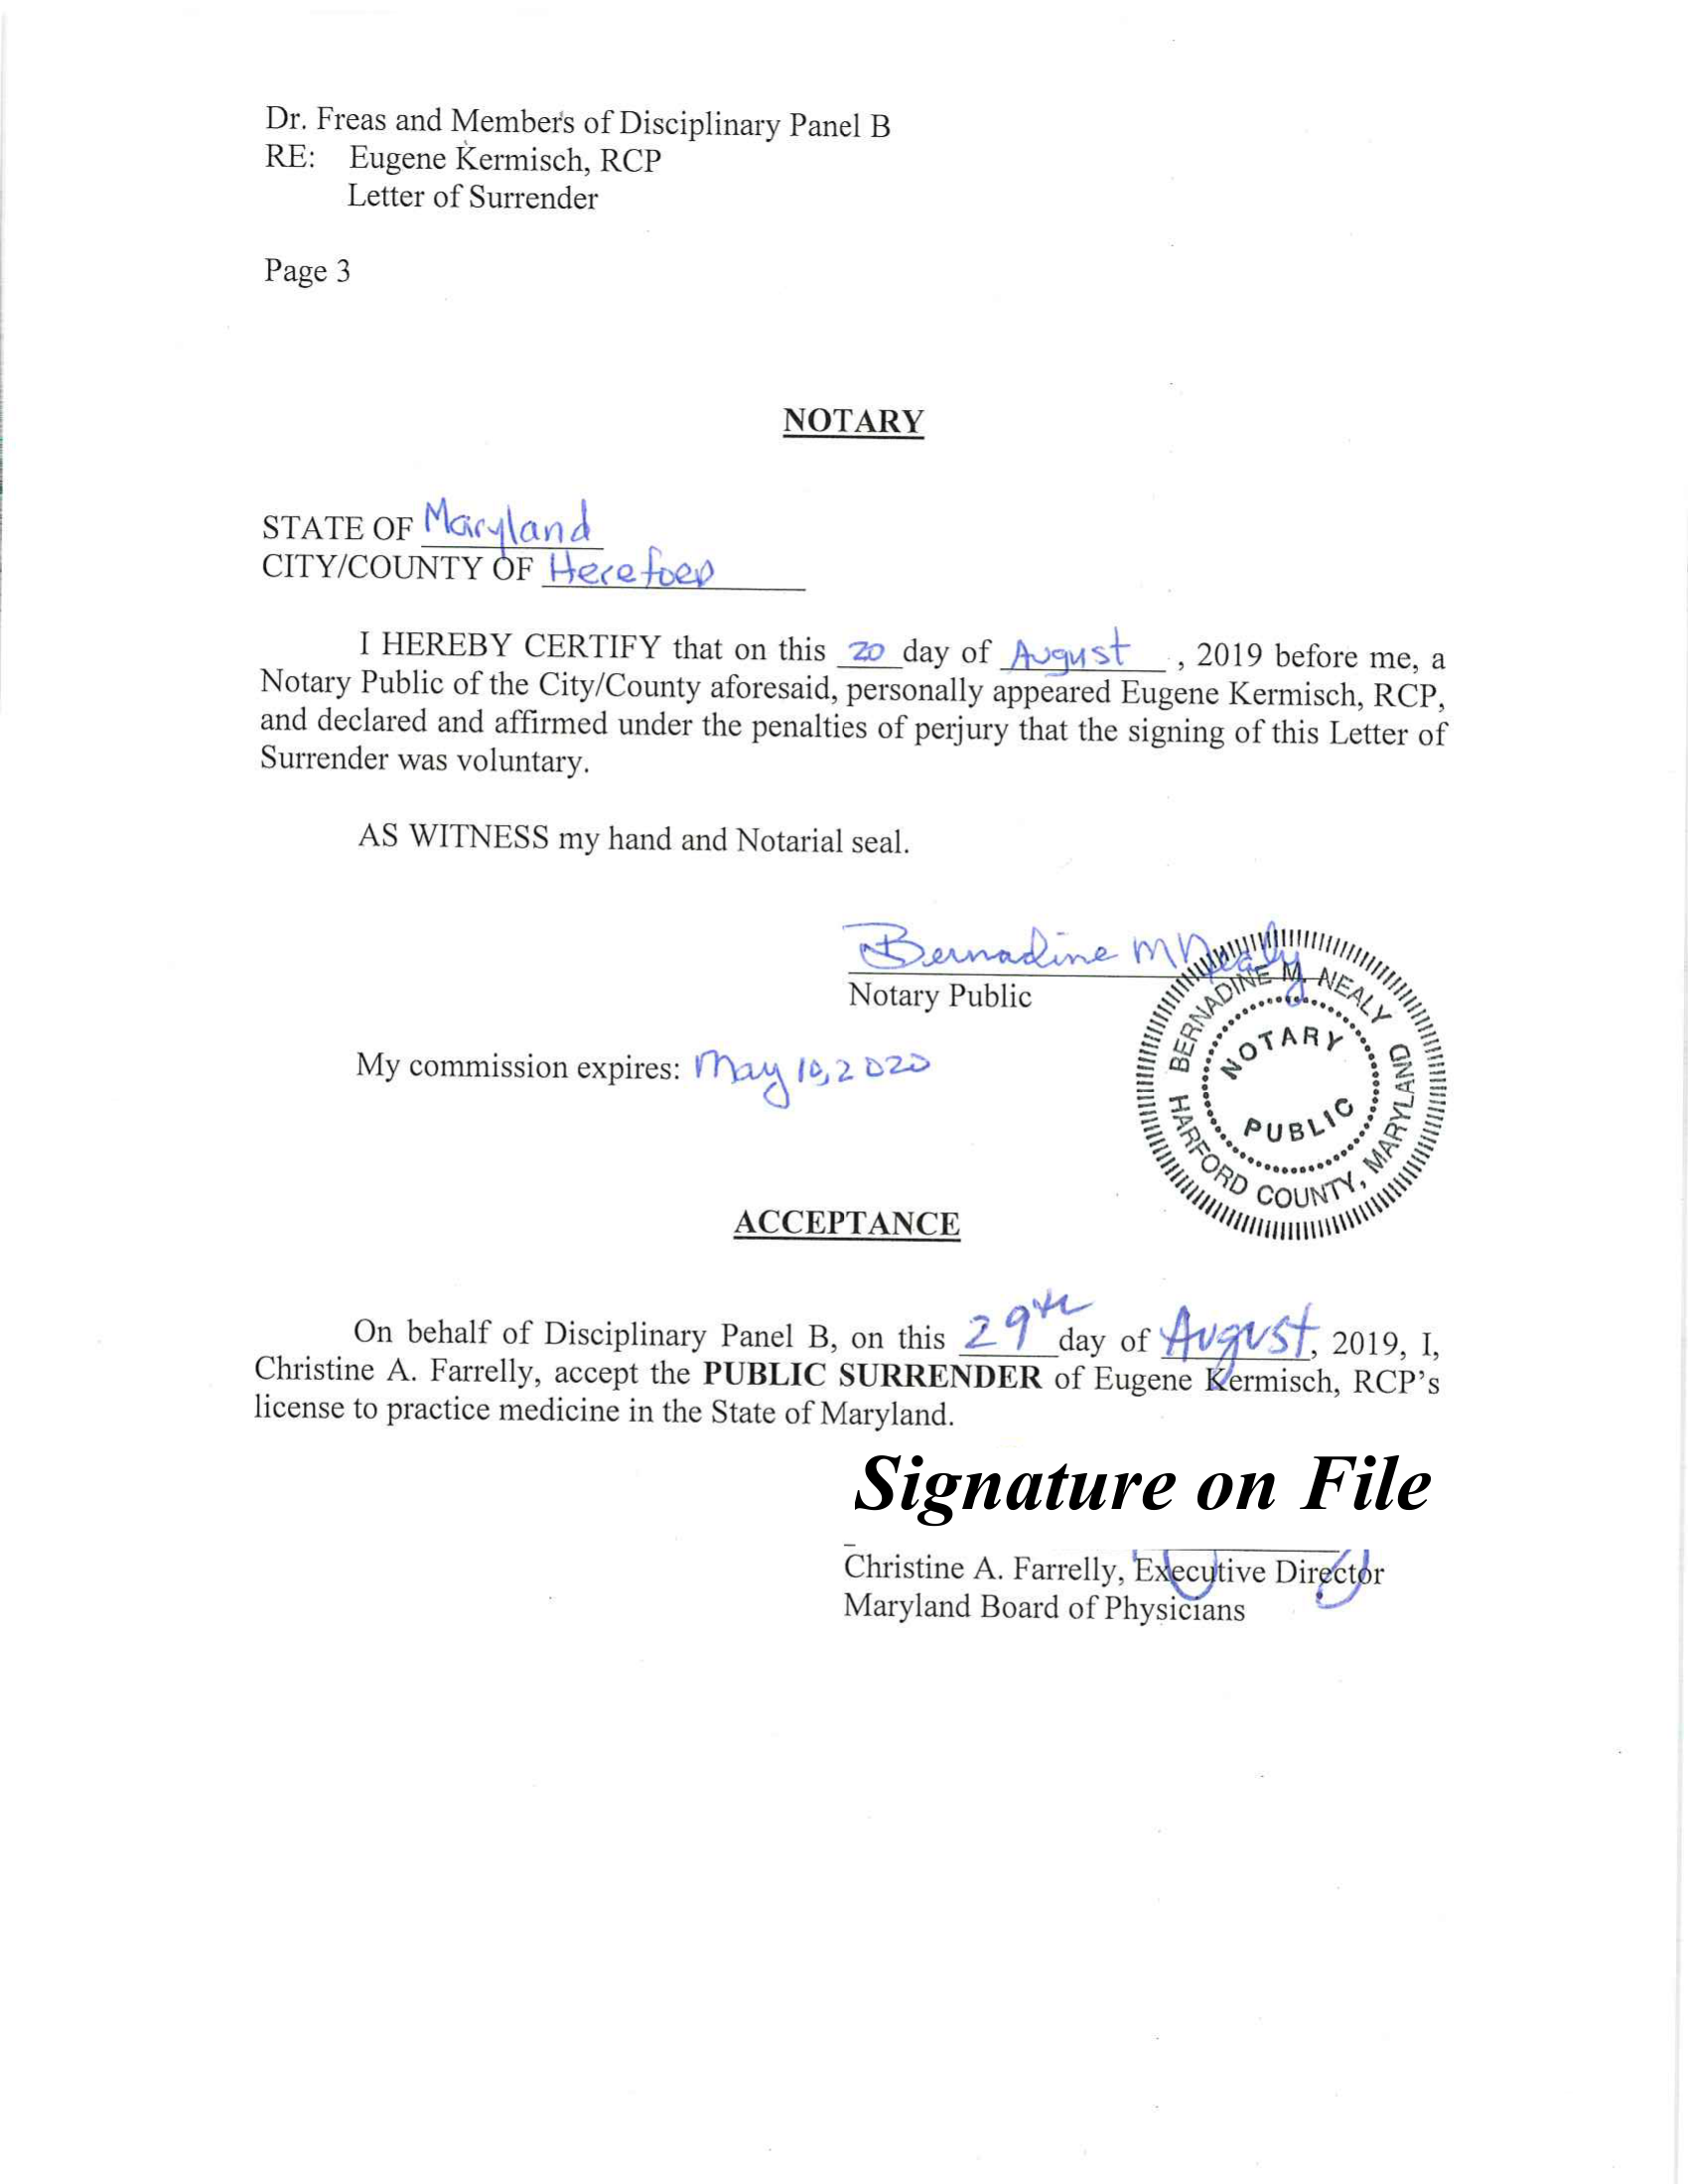 Dr. Freas and Members of Disciplinary Panel B
RE: Eugene Kermisch, RCP
Letter of Surrender
Page 3
NOTARY
STATE OF Maryland
CITY/COUNTY OF Hereford
I HEREBY CERTIFY that on this 20 day of August, 2019 before me, a
Notary Public of the City/County aforesaid, personally appeared Eugene Kermisch, RCP,
and declared and affirmed under the penalties of perjury that the signing of this Letter of
Surrender was voluntary.
AS WITNESS my hand and Notarial seal.
Bernadine M Nealy
Notary Public
BERNADINE M. NEALY
NOTARY
PUBLIC
HARFORD COUNTY, MARYLAND
My commission expires: May 10, 2020
ACCEPTANCE
On behalf of Disciplinary Panel B, on this 29th day of August, 2019, I,
Christine A. Farrelly, accept the PUBLIC SURRENDER of Eugene Kermisch, RCP's
license to practice medicine in the State of Maryland.
Signature on File
Christine A. Farrelly, Executive Director
Maryland Board of Physicians